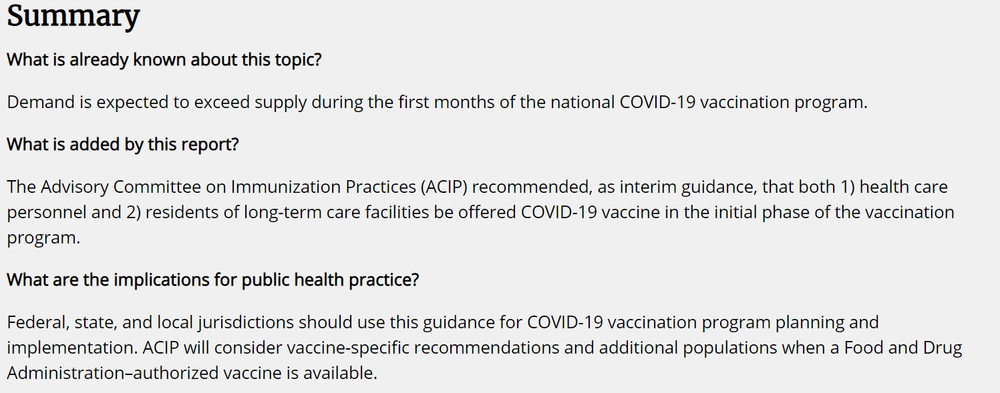 Summary
What is already known about this topic?
Demand is expected to exceed supply during the first months of the national COVID-19 vaccination program.
What is added by this report?
The Advisory Committee on Immunization Practices (ACIP) recommended, as interim guidance, that both 1) health care
personnel and 2) residents of long-term care facilities be offered COVID-19 vaccine in the initial phase of the vaccination
program.
What are the implications for public health practice?
Federal, state, and local jurisdictions should use this guidance for COVID-19 vaccination program planning and
implementation. ACIP will consider vaccine-specific recommendations and additional populations when a Food and Drug
Administration–authorized vaccine is available.